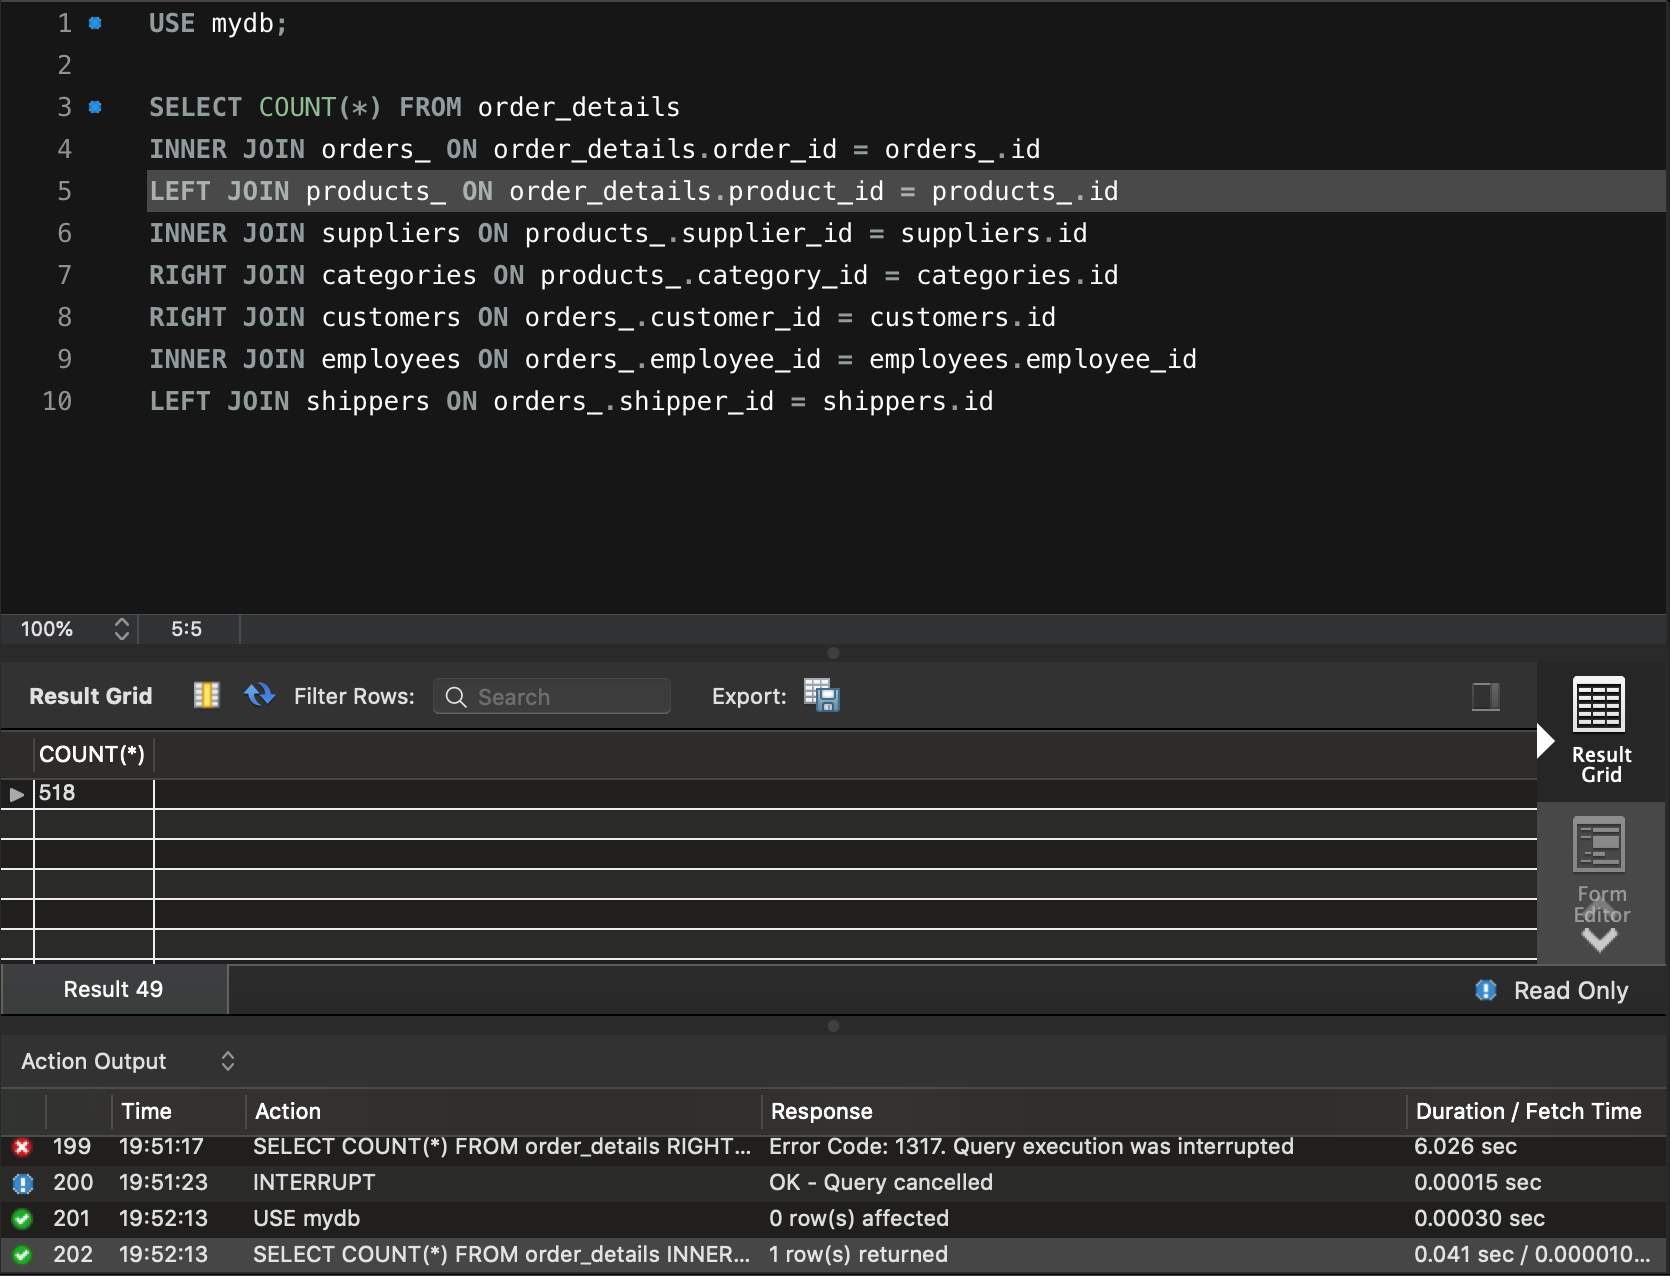 1 USE mydb;
2
3 SELECT COUNT(*) FROM order_details
4 INNER JOIN orders_ ON order_details.order_id = orders_.id
5 LEFT JOIN products_ ON order_details.product_id = products_.id
6 INNER JOIN suppliers ON products_.supplier_id = suppliers.id
7 RIGHT JOIN categories ON products_.category_id = categories.id
8 RIGHT JOIN customers ON orders_.customer_id = customers.id
9 INNER JOIN employees ON orders_.employee_id = employees.employee_id
10 LEFT JOIN shippers ON orders_.shipper_id = shippers.id
100% 5:5
Result Grid Filter Rows: Search Export:
Result
Grid
COUNT(*)
518
Form
Editor
Result 49 Read Only
Action Output
Time Action Response Duration / Fetch Time
199 19:51:17 SELECT COUNT(*) FROM order_details RIGHT... Error Code: 1317. Query execution was interrupted 6.026 sec
200 19:51:23 INTERRUPT OK - Query cancelled 0.00015 sec
201 19:52:13 USE mydb 0 row(s) affected 0.00030 sec
202 19:52:13 SELECT COUNT(*) FROM order_details INNER... 1 row(s) returned 0.041 sec / 0.000010...